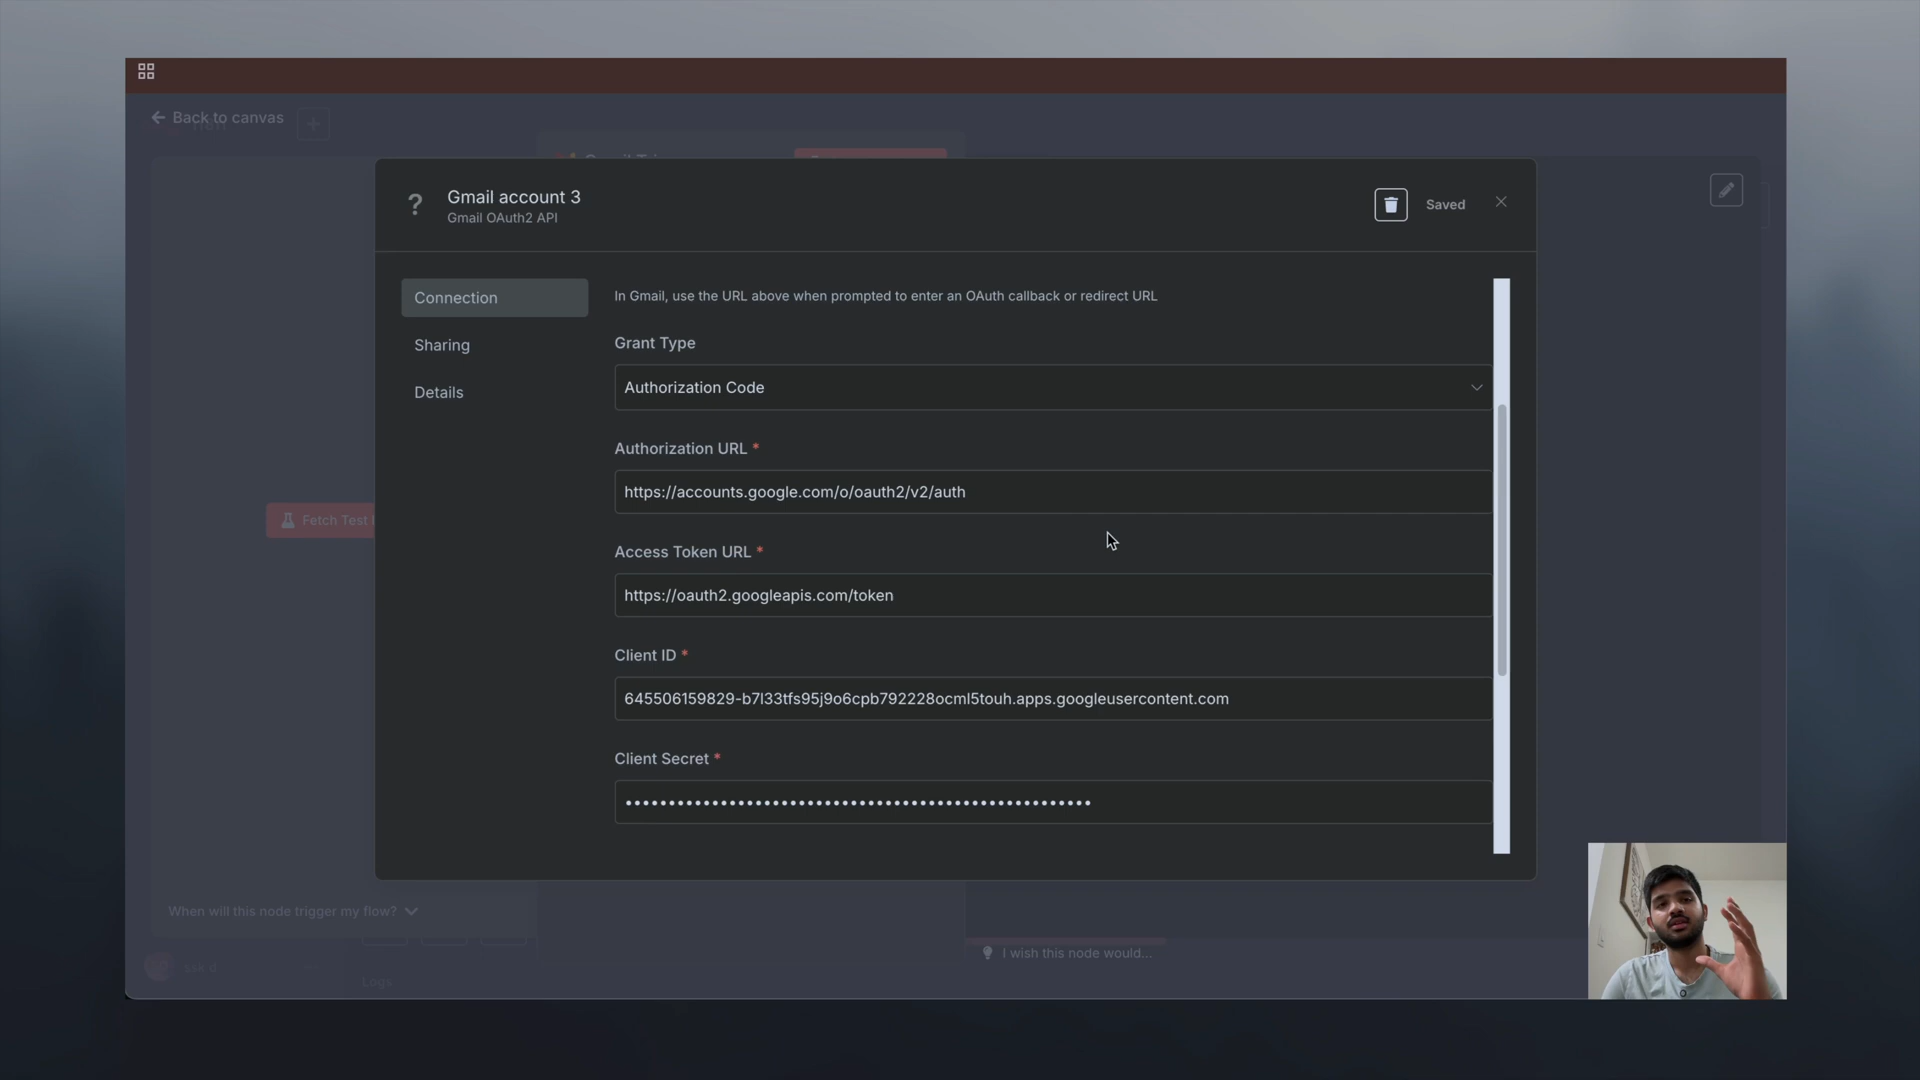 Back to canvas
Gmail account 3
Gmail OAuth2 API
Saved
Connection
Sharing
Details
In Gmail, use the URL above when prompted to enter an OAuth callback or redirect URL
Grant Type
Authorization Code
Authorization URL *
https://accounts.google.com/o/oauth2/v2/auth
Access Token URL *
https://oauth2.googleapis.com/token
Client ID *
645506159829-b7l33tfs95j9o6cpb792228ocml5touh.apps.googleusercontent.com
Client Secret *
Fetch Test
When will this node trigger my flow?
I wish this node would...
Logs